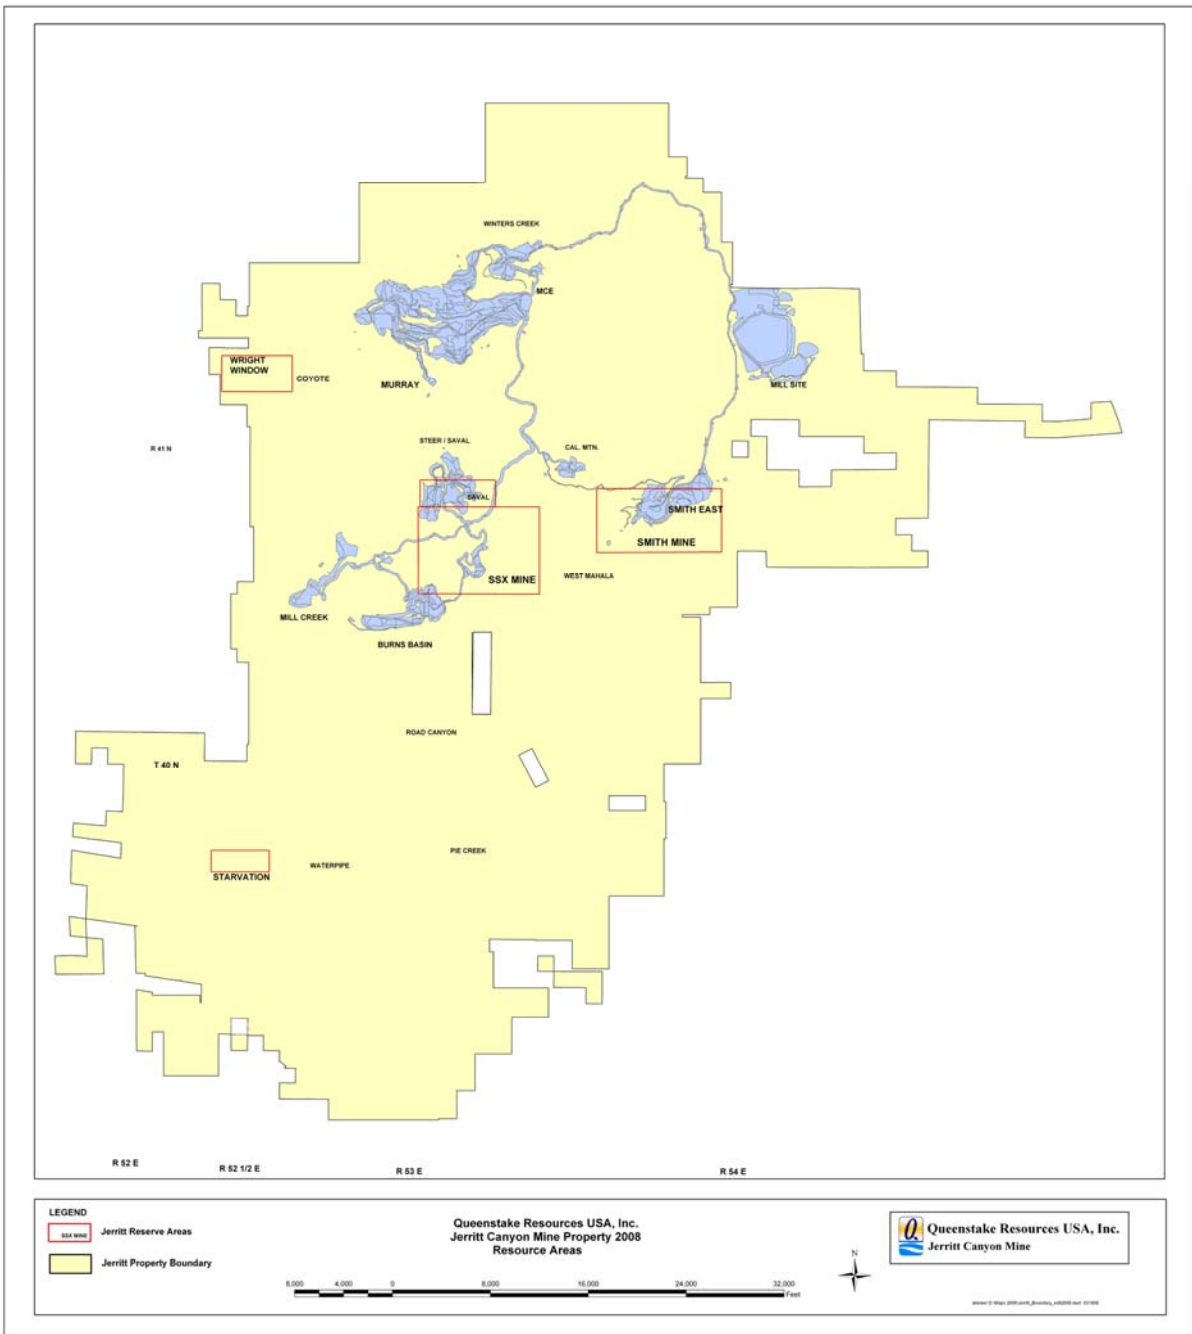 WINTERS CREEK
MCE
WRIGHT
WINDOW
COYOTE
MURRAY
MILL SITE
R 41 N
STEER / SAVAL
CAL. MTN.
SAVAL
SMITH EAST
SMITH MINE
SSX MINE
WEST MAHALA
MILL CREEK
BURNS BASIN
ROAD CANYON
T 40 N
PIE CREEK
WATERPIPE
STARVATION
R 52 E
R 52 1/2 E
R 53 E
R 54 E
LEGEND
SSX MINE
Jerritt Reserve Areas
Jerritt Property Boundary
Queenstake Resources USA, Inc.
Jerritt Canyon Mine Property 2008
Resource Areas
8,000 4,000 0 8,000 16,000 24,000 32,000
Feet
N
Q
Queenstake Resources USA, Inc.
Jerritt Canyon Mine